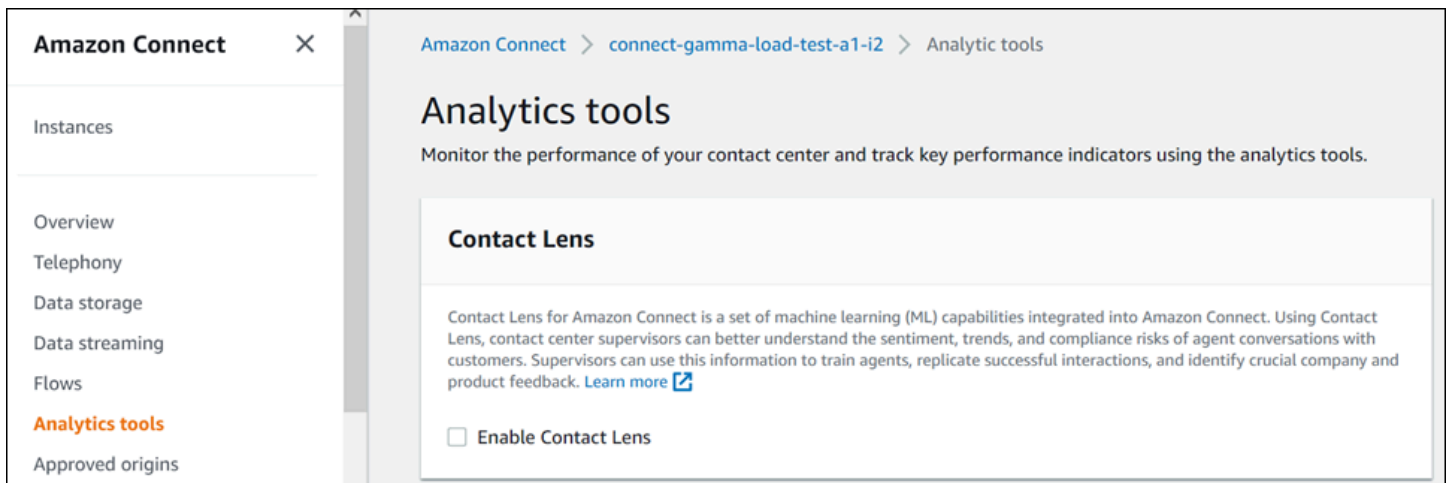 Amazon Connect
Instances
Overview
Telephony
Data storage
Data streaming
Flows
Analytics tools
Approved origins
Amazon Connect > connect-gamma-load-test-a1-i2 > Analytic tools
Analytics tools
Monitor the performance of your contact center and track key performance indicators using the analytics tools.
Contact Lens
Contact Lens for Amazon Connect is a set of machine learning (ML) capabilities integrated into Amazon Connect. Using Contact
Lens, contact center supervisors can better understand the sentiment, trends, and compliance risks of agent conversations with
customers. Supervisors can use this information to train agents, replicate successful interactions, and identify crucial company and
product feedback. Learn more
Enable Contact Lens